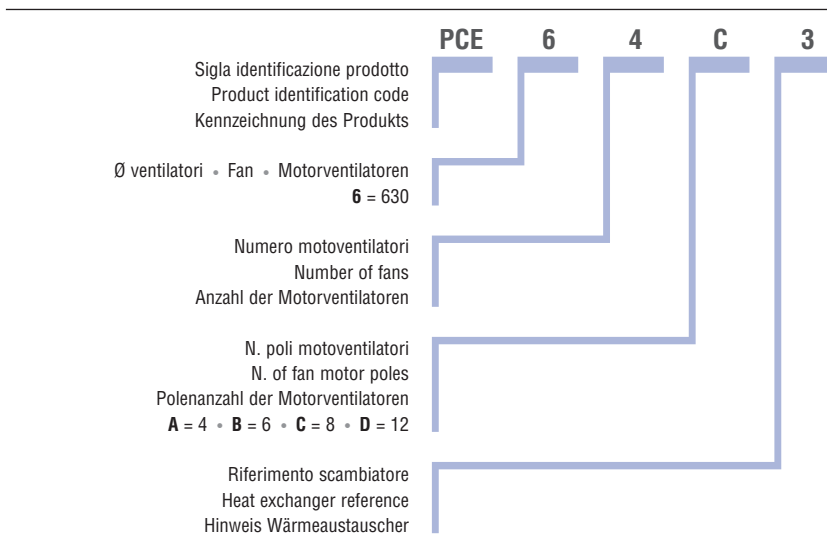 PCE 6 4 C 3
Sigla identificazione prodotto
Product identification code
Kennzeichnung des Produkts
Ø ventilatori • Fan • Motorventilatoren
6 = 630
Numero motoventilatori
Number of fans
Anzahl der Motorventilatoren
N. poli motoventilatori
N. of fan motor poles
Polenanzahl der Motorventilatoren
A = 4 • B = 6 • C = 8 • D = 12
Riferimento scambiatore
Heat exchanger reference
Hinweis Wärmeaustauscher